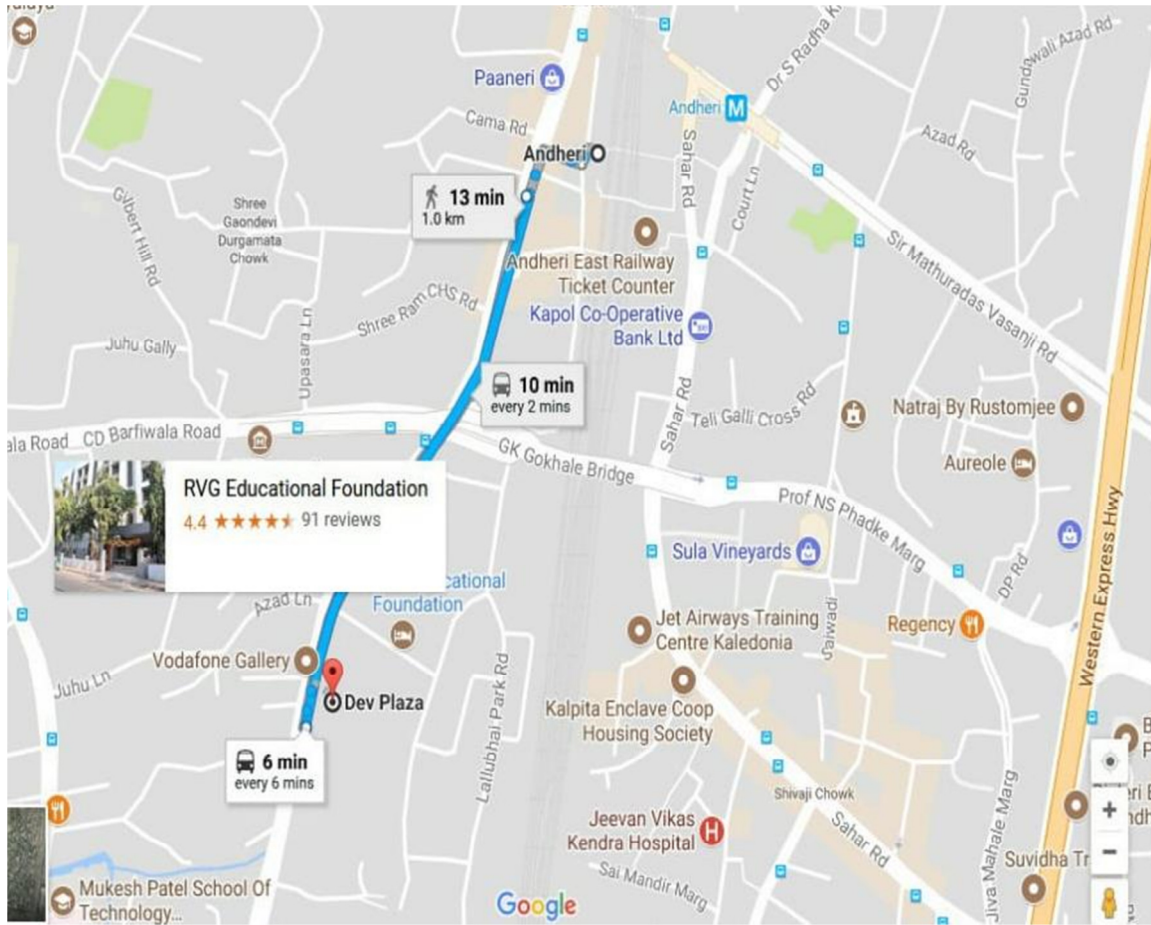 Paaneri
Cama Rd
Andheri
Andheri
M
Dr S Radha
Gundawali Azad Rd
Azad Rd
Sahar Rd
Court Ln
13 min
1.0 km
Shree
Gaondevi
Durgamata
Chowk
Gilbert Hill Rd
Andheri East Railway
Ticket Counter
Kapol Co-Operative
Bank Ltd
Sir Mathuradas Vasanji Rd
Shree Ram CHS Rd
Upasara Ln
Juhu Gally
10 min
every 2 mins
Sahar Rd
Teli Galli Cross Rd
Natraj By Rustomjee
Aureole
ala Road
CD Barfiwala Road
GK Gokhale Bridge
Prof NS Phadke Marg
Western Express Hwy
RVG Educational Foundation
4.4 91 reviews
Sula Vineyards
DP Rd
cational
Foundation
Azad Ln
Jet Airways Training
Centre Kaledonia
Regency
Vodafone Gallery
Juhu Ln
Dev Plaza
Lallubhai Park Rd
Kalpita Enclave Coop
Housing Society
6 min
every 6 mins
Shivaji Chowk
Jeevan Vikas
Kendra Hospital
H
Sahar Rd
Sai Mandir Marg
Jiva Mahale Marg
Suvidha Tr
Mukesh Patel School Of
Technology...
Google